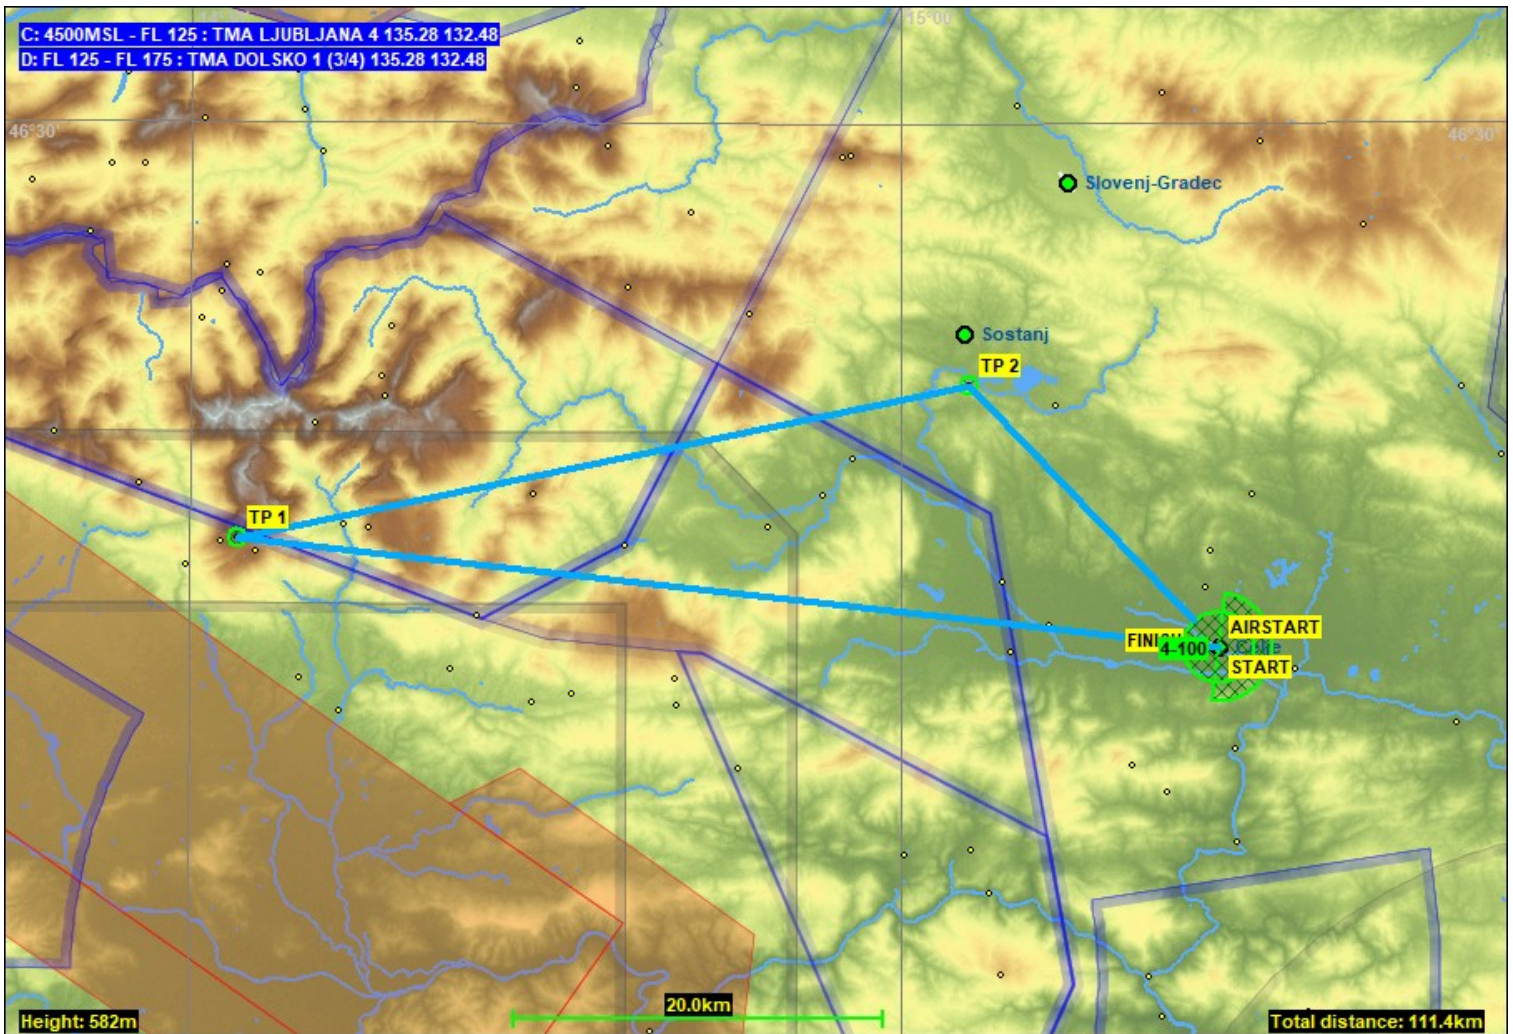 C: 4500MSL - FL 125 : TMA LJUBLJANA 4 135.28 132.48
D: FL 125 - FL 175 : TMA DOLSKO 1 (3/4) 135.28 132.48
15°00'
46°30'
46°30'
Slovenj-Gradec
Sostanj
TP 2
TP 1
AIRSTART
4-100
START
20.0km
Height: 582m
Total distance: 111.4km